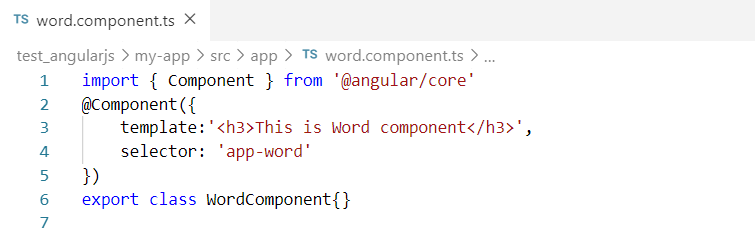 TS word.component.ts ×
test_angularjs > my-app > src > app > TS word.component.ts > ...
1 import { Component } from '@angular/core'
2 @Component({
3     template:'<h3>This is Word component</h3>',
4     selector: 'app-word'
5 })
6 export class WordComponent{}
7